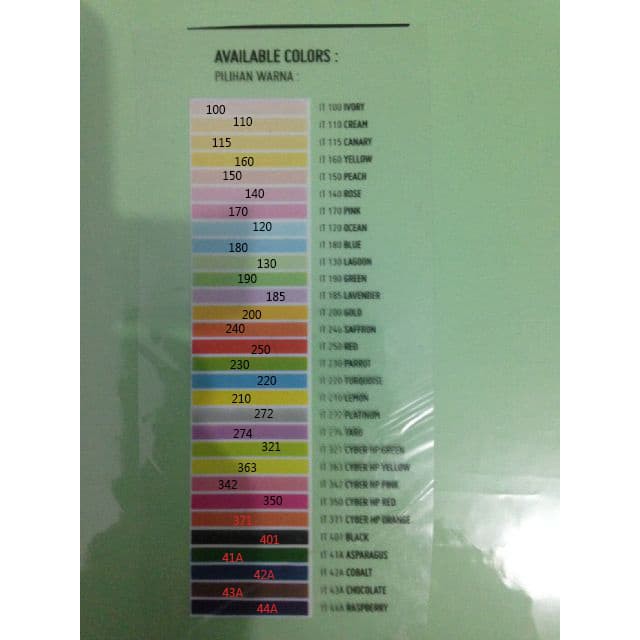 AVAILABLE COLORS :
PILIHAN WARNA :
100 IT 100 IVORY
110 IT 110 CREAM
115 IT 115 CANARY
160 IT 160 YELLOW
150 IT 150 PEACH
140 IT 140 ROSE
170 IT 170 PINK
120 IT 120 OCEAN
180 IT 180 BLUE
130 IT 130 LAGOON
190 IT 190 GREEN
185 IT 185 LAVENDER
200 IT 200 GOLD
240 IT 240 SAFFRON
250 IT 250 RED
230 IT 230 PARROT
220 IT 220 TURQUOISE
210 IT 210 LEMON
272 IT 272 PLATINUM
274 IT 274
321 IT 321 CYBER HP GREEN
363 IT 363 CYBER HP YELLOW
342 IT 342 CYBER HP PINK
350 IT 350 CYBER HP RED
371 IT 371 CYBER HP ORANGE
401 IT 401 BLACK
41A IT 41A ASPARAGUS
42A IT 42A COBALT
43A IT 43A CHOCOLATE
44A IT 44A RASPBERRY